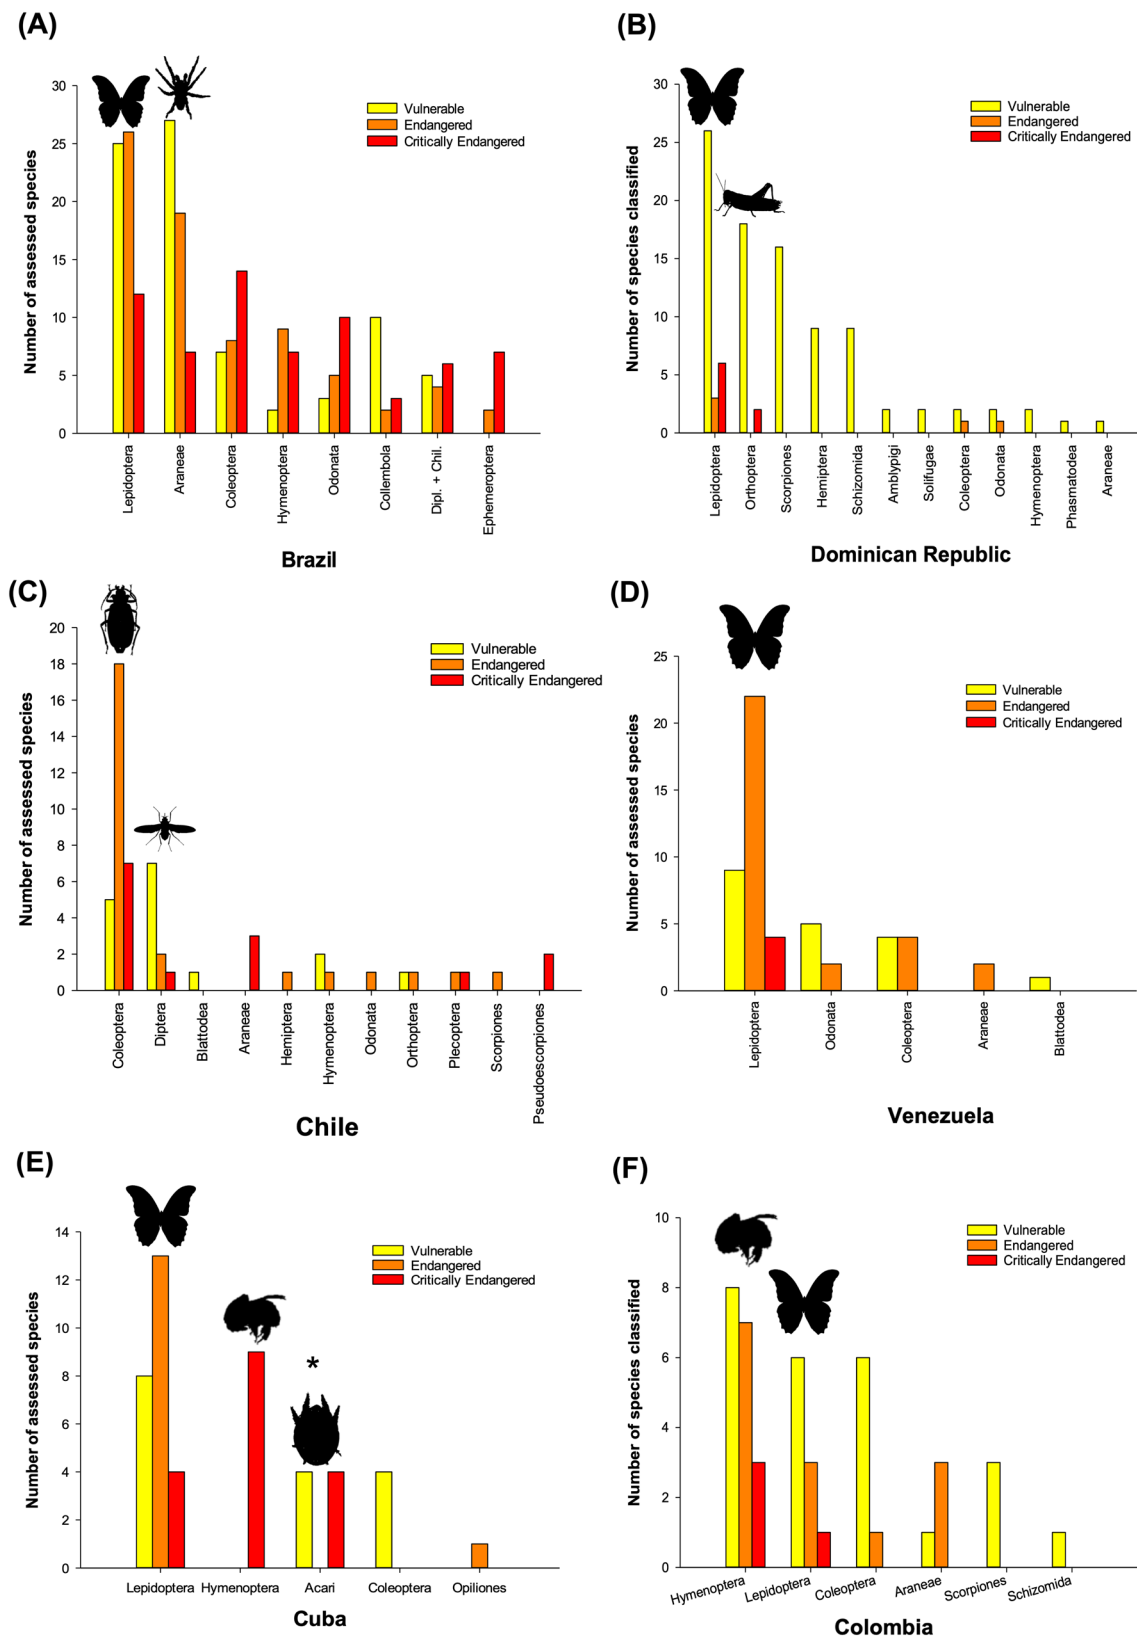 (A)
Number of assessed species
30
25
20
15
10
5
0
Vulnerable
Endangered
Critically Endangered
Lepidoptera
Araneae
Coleoptera
Hymenoptera
Odonata
Collembola
Dipl. + Chil.
Ephemeroptera
Brazil
(B)
Number of species classified
30
25
20
15
10
5
0
Vulnerable
Endangered
Critically Endangered
Lepidoptera
Orthoptera
Scorpiones
Hemiptera
Schizomida
Amblypigi
Solifugae
Coleoptera
Odonata
Hymenoptera
Phasmatodea
Araneae
Dominican Republic
(C)
Number of assessed species
20
18
16
14
12
10
8
6
4
2
0
Vulnerable
Endangered
Critically Endangered
Coleoptera
Diptera
Blattodea
Araneae
Hemiptera
Hymenoptera
Odonata
Orthoptera
Plecoptera
Scorpiones
Pseudoescorpiones
Chile
(D)
Number of assessed species
25
20
15
10
5
0
Vulnerable
Endangered
Critically Endangered
Lepidoptera
Odonata
Coleoptera
Araneae
Blattodea
Venezuela
(E)
Number of assessed species
14
12
10
8
6
4
2
0
Vulnerable
Endangered
Critically Endangered
*
Lepidoptera
Hymenoptera
Acari
Coleoptera
Opiliones
Cuba
(F)
Number of species classified
10
8
6
4
2
0
Vulnerable
Endangered
Critically Endangered
Hymenoptera
Lepidoptera
Coleoptera
Araneae
Scorpiones
Schizomida
Colombia